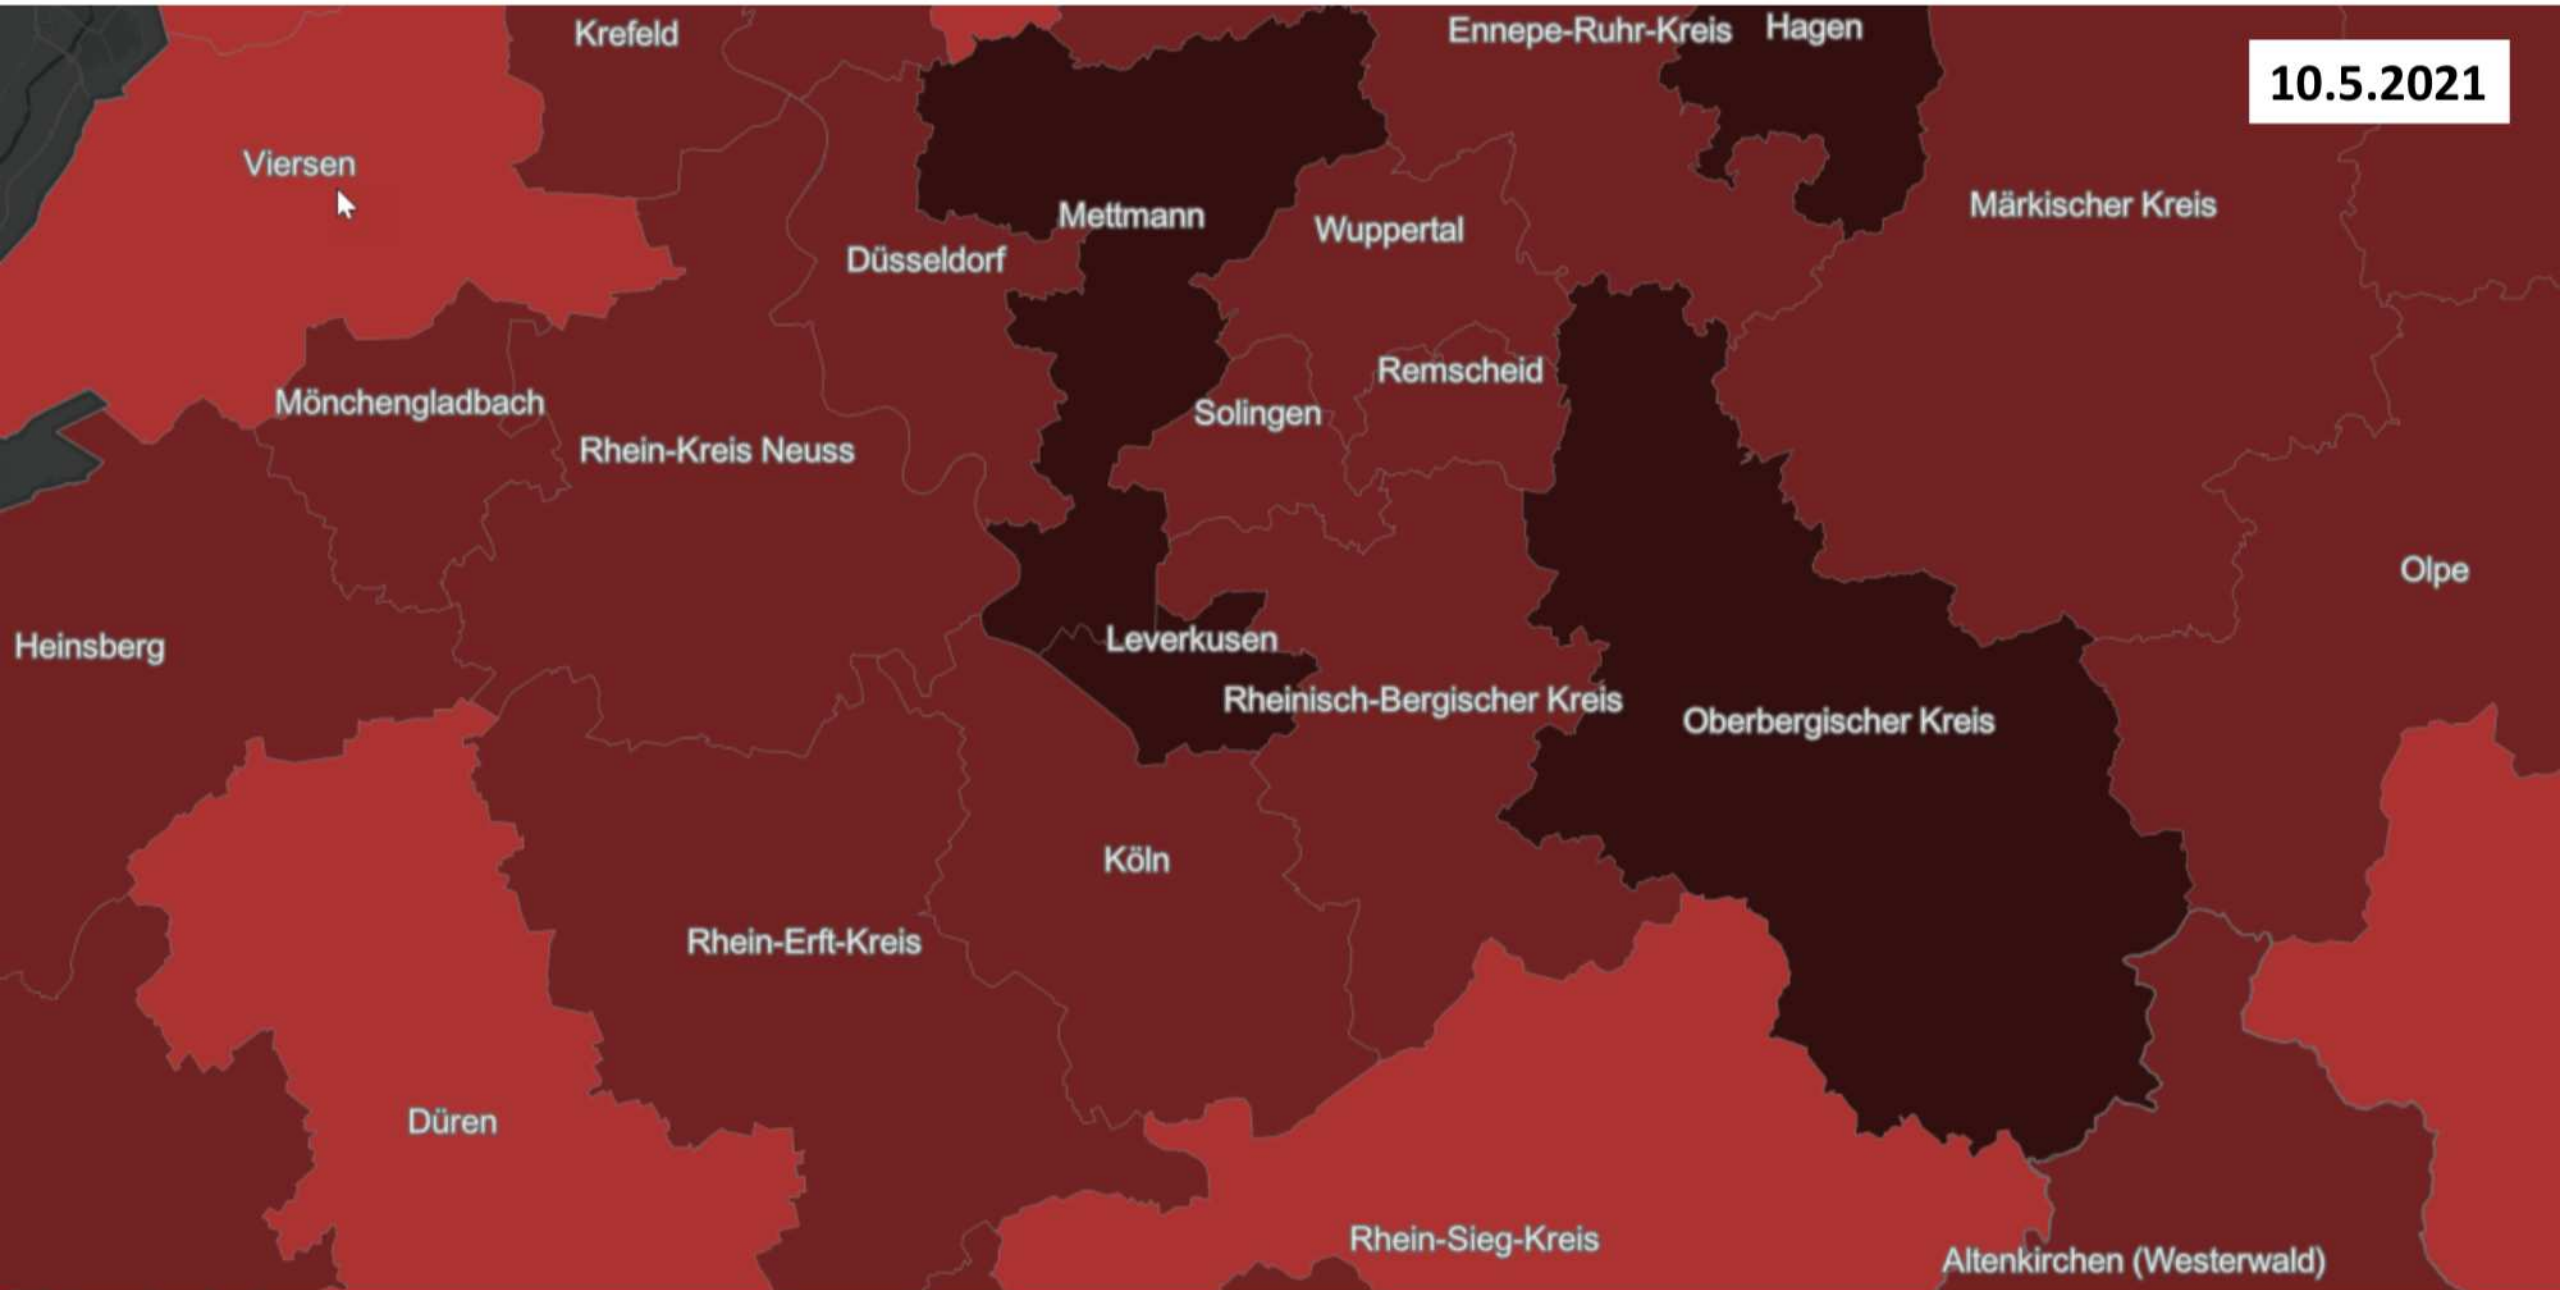 Krefeld
Ennepe-Ruhr-Kreis
Hagen
10.5.2021
Viersen
Märkischer Kreis
Mettmann
Wuppertal
Düsseldorf
Remscheid
Mönchengladbach
Solingen
Rhein-Kreis Neuss
Olpe
Leverkusen
Heinsberg
Rheinisch-Bergischer Kreis
Oberbergischer Kreis
Köln
Rhein-Erft-Kreis
Düren
Rhein-Sieg-Kreis
Altenkirchen (Westerwald)